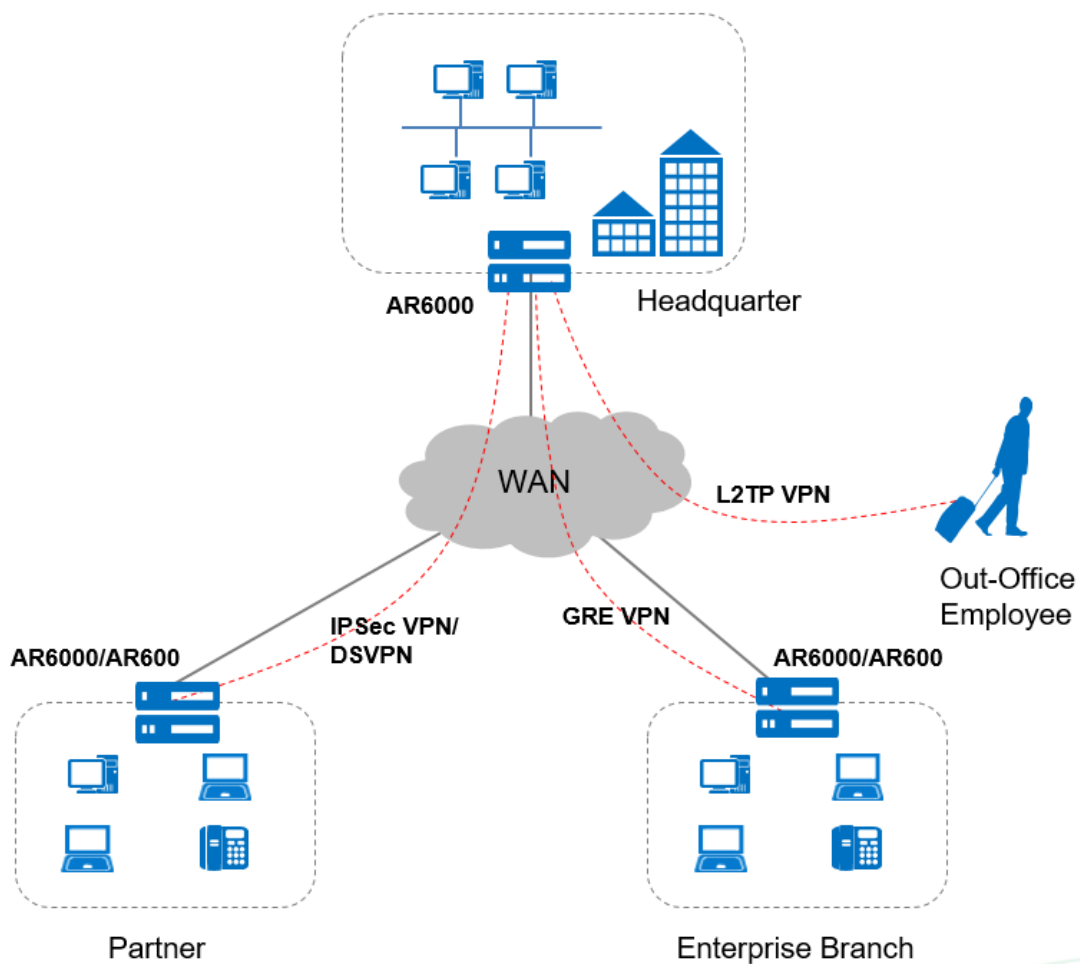 AR6000
Headquarter
WAN
L2TP VPN
Out-Office
Employee
IPSec VPN/
DSVPN
GRE VPN
AR6000/AR600
AR6000/AR600
Partner
Enterprise Branch